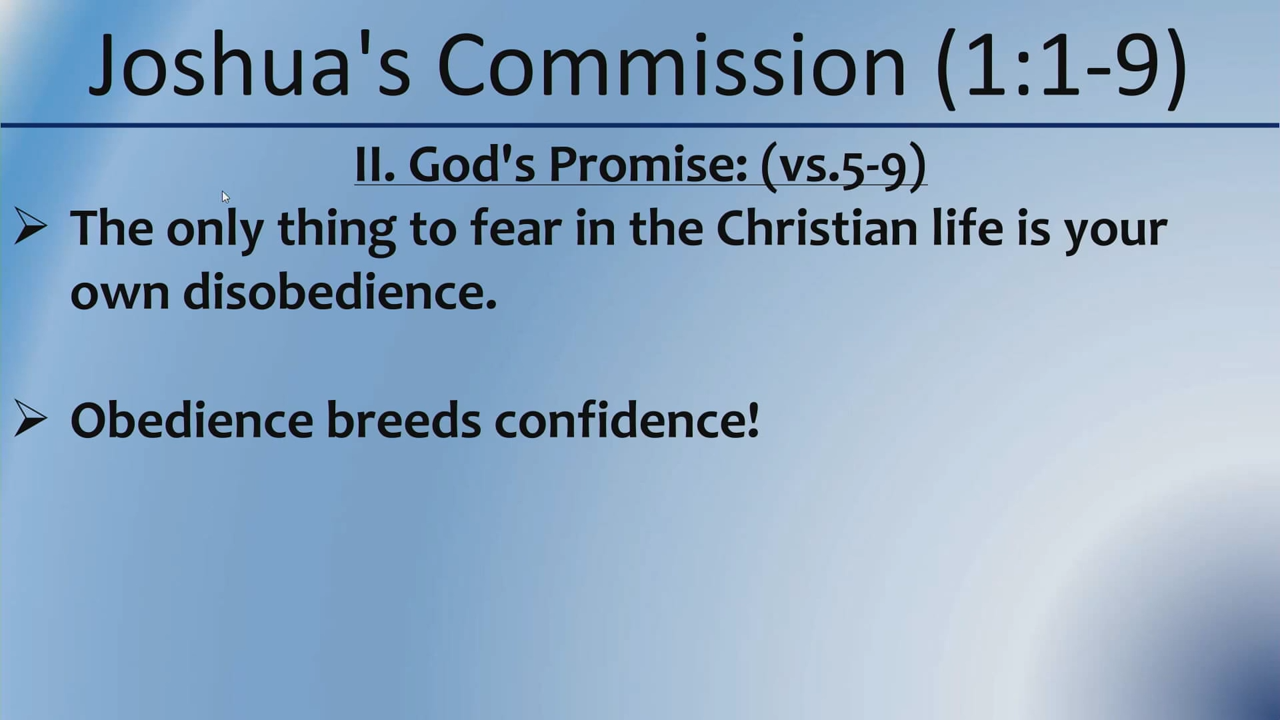 Joshua's Commission (1:1-9)
II. God's Promise: (vs.5-9)
➢ The only thing to fear in the Christian life is your
own disobedience.
➢ Obedience breeds confidence!